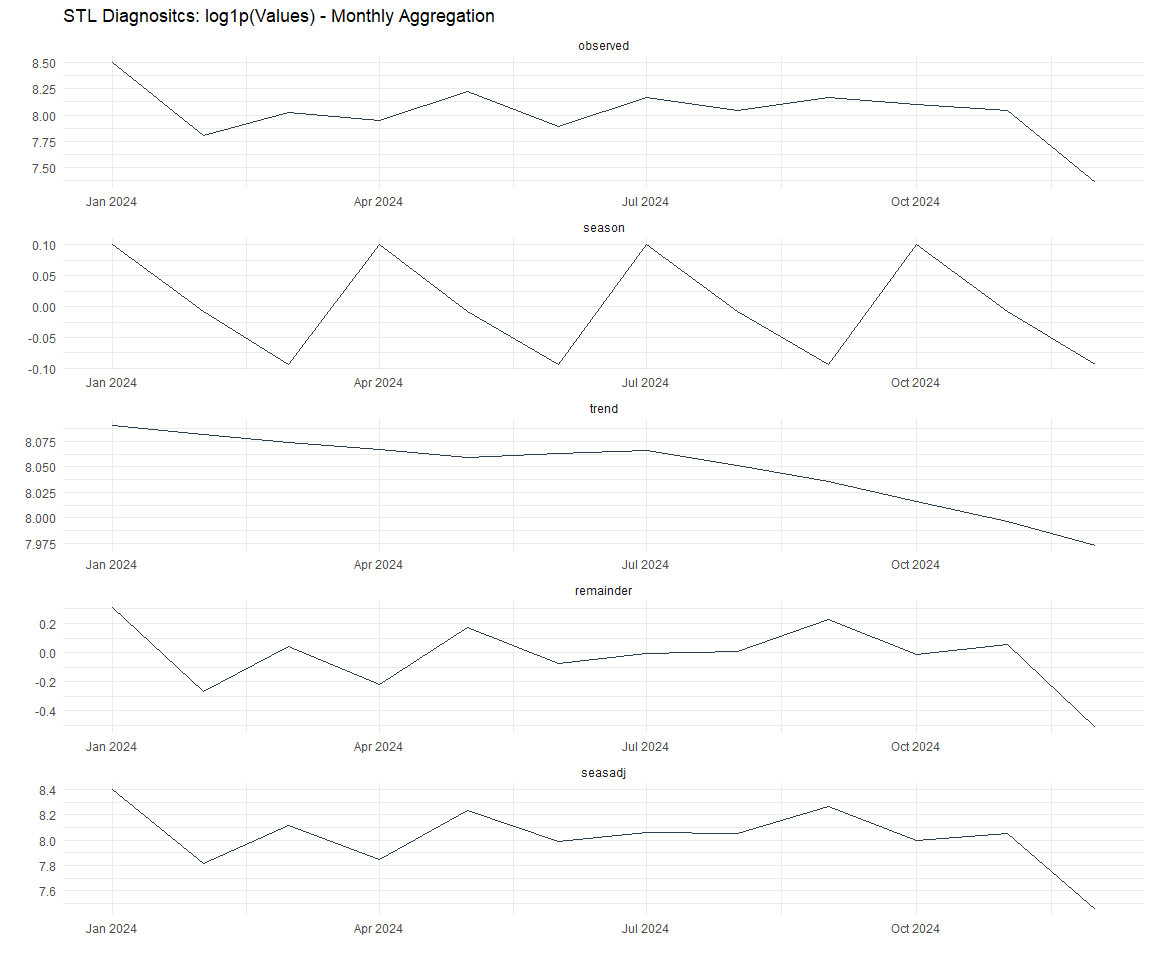 STL Diagnositcs: log1p(Values) - Monthly Aggregation
observed
8.50
8.25
8.00
7.75
7.50
Jan 2024 Apr 2024 Jul 2024 Oct 2024
season
0.10
0.05
0.00
-0.05
-0.10
Jan 2024 Apr 2024 Jul 2024 Oct 2024
trend
8.075
8.050
8.025
8.000
7.975
Jan 2024 Apr 2024 Jul 2024 Oct 2024
remainder
0.2
0.0
-0.2
-0.4
Jan 2024 Apr 2024 Jul 2024 Oct 2024
seasadj
8.4
8.2
8.0
7.8
7.6
Jan 2024 Apr 2024 Jul 2024 Oct 2024